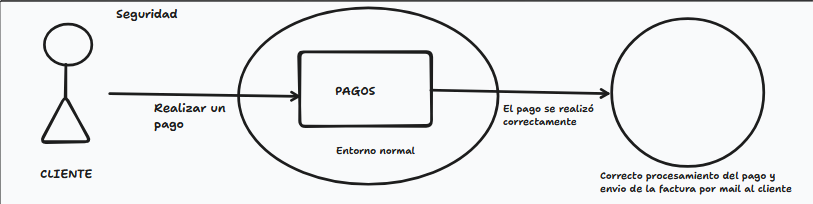 Seguridad
PAGOS
Realizar un
pago
El pago se realizó
correctamente
Entorno normal
CLIENTE
Correcto procesamiento del pago y
envio de la factura por mail al cliente